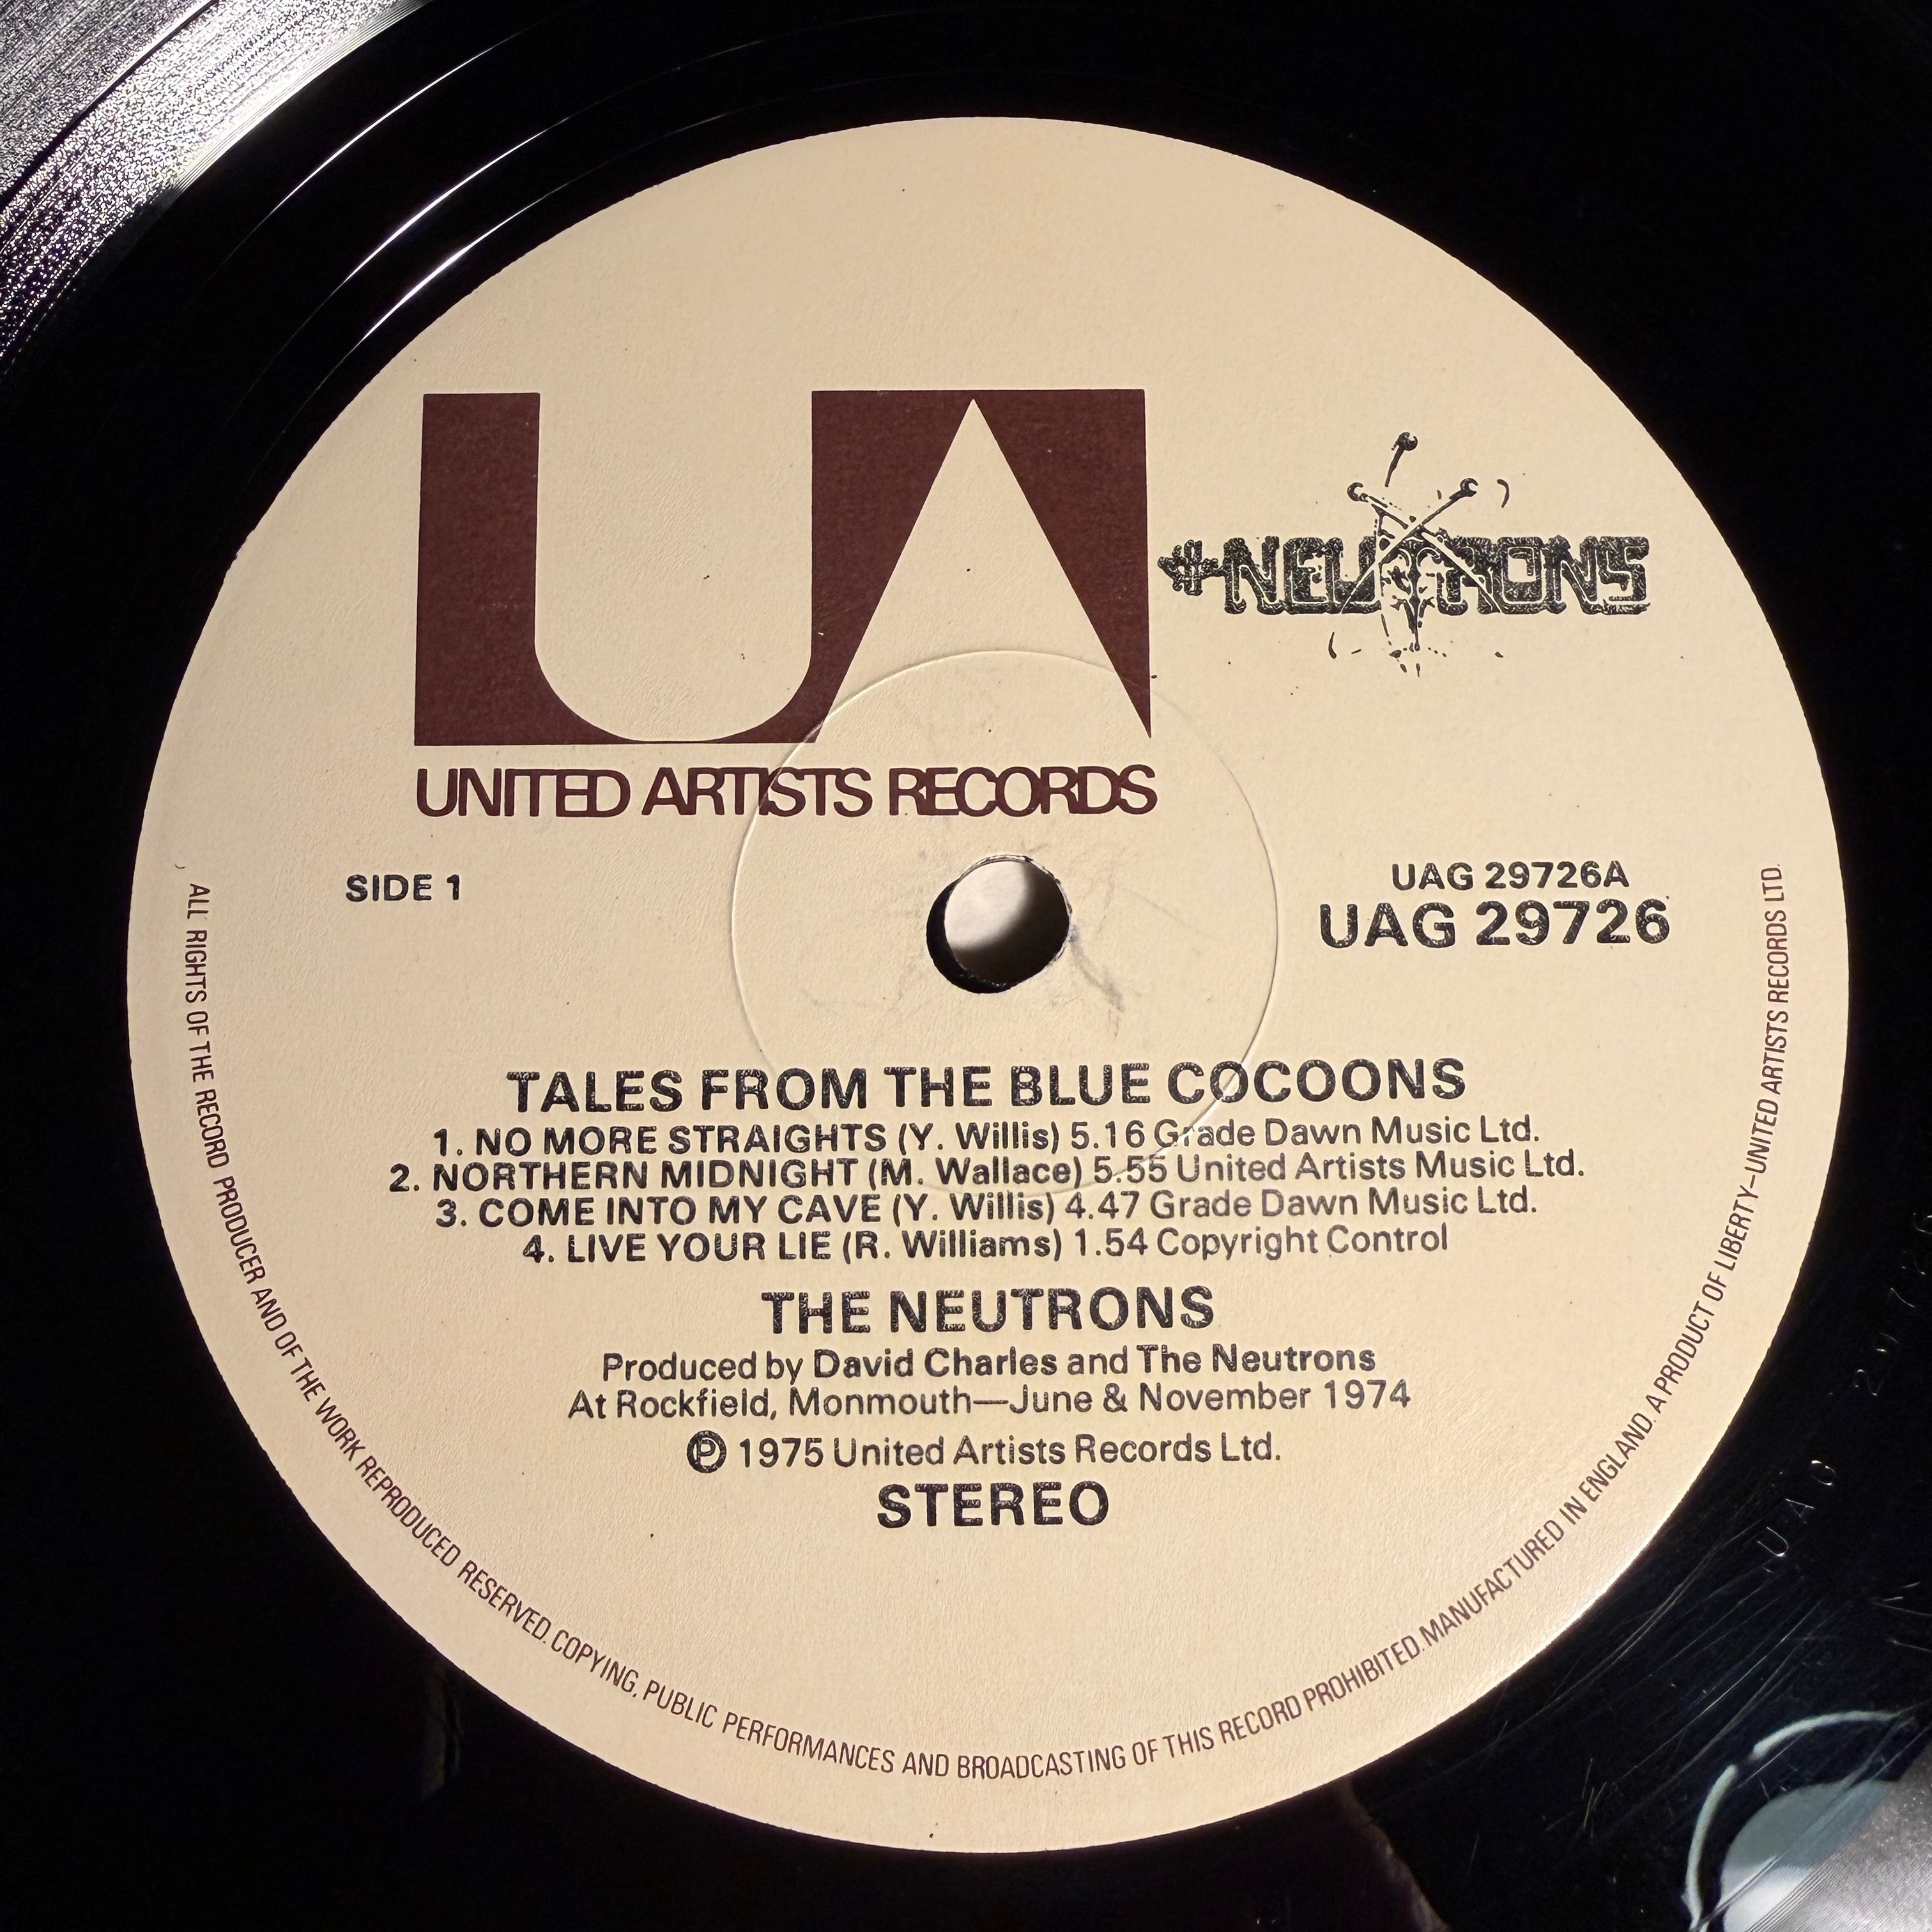 UA
THE NEUTRONS
UNITED ARTISTS RECORDS
SIDE 1
UAG 29726A
UAG 29726
TALES FROM THE BLUE COCOONS
1. NO MORE STRAIGHTS (Y. Willis) 5.16 Grade Dawn Music Ltd.
2. NORTHERN MIDNIGHT (M. Wallace) 5.55 United Artists Music Ltd.
3. COME INTO MY CAVE (Y. Willis) 4.47 Grade Dawn Music Ltd.
4. LIVE YOUR LIE (R. Williams) 1.54 Copyright Control
THE NEUTRONS
Produced by David Charles and The Neutrons
At Rockfield, Monmouth—June & November 1974
Ⓟ 1975 United Artists Records Ltd.
STEREO
ALL RIGHTS OF THE RECORD PRODUCER AND OF THE WORK REPRODUCED RESERVED. COPYING, PUBLIC PERFORMANCES AND BROADCASTING OF THIS RECORD PROHIBITED. MANUFACTURED IN ENGLAND. A PRODUCT OF LIBERTY–UNITED ARTISTS RECORDS LTD.
UAG